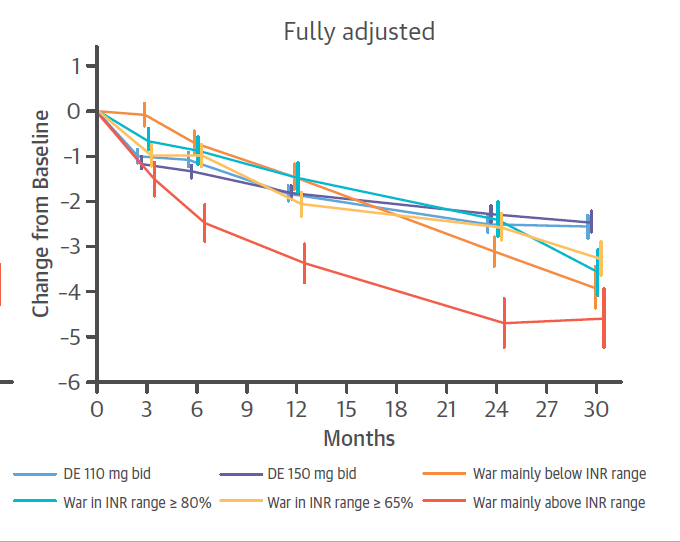 Fully adjusted
Change from Baseline
1
0
–1
–2
–3
–4
–5
–6
0 3 6 9 12 15 18 21 24 27 30
Months
DE 110 mg bid DE 150 mg bid War mainly below INR range
War in INR range ≥ 80% War in INR range ≥ 65% War mainly above INR range